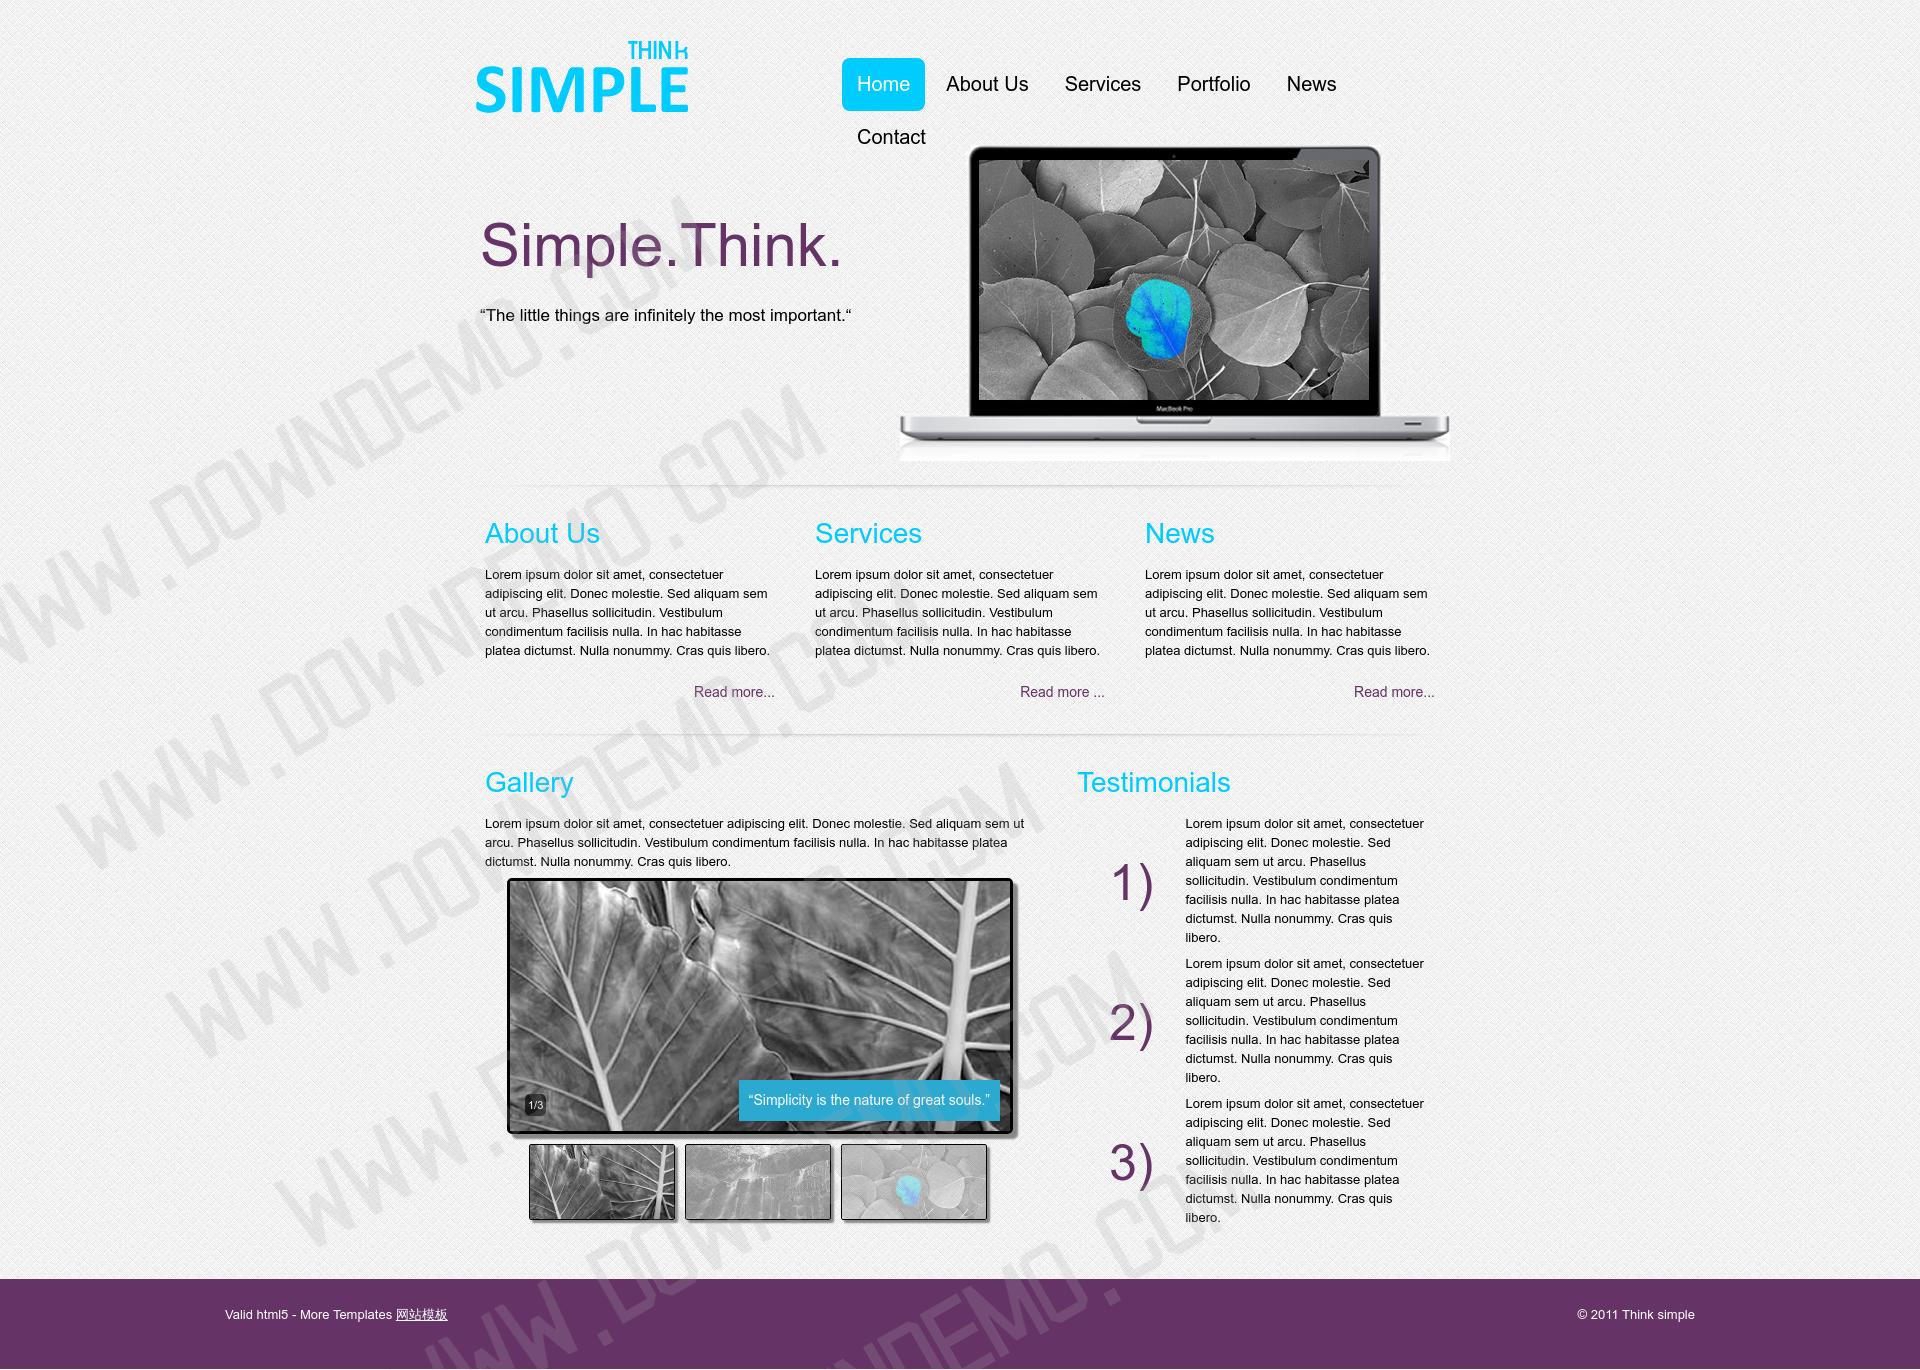 THINK
SIMPLE
Home About Us Services Portfolio News
Contact
Simple.Think.
“The little things are infinitely the most important.“
MacBook Pro
About Us
Lorem ipsum dolor sit amet, consectetuer
adipiscing elit. Donec molestie. Sed aliquam sem
ut arcu. Phasellus sollicitudin. Vestibulum
condimentum facilisis nulla. In hac habitasse
platea dictumst. Nulla nonummy. Cras quis libero.
Read more...
Services
Lorem ipsum dolor sit amet, consectetuer
adipiscing elit. Donec molestie. Sed aliquam sem
ut arcu. Phasellus sollicitudin. Vestibulum
condimentum facilisis nulla. In hac habitasse
platea dictumst. Nulla nonummy. Cras quis libero.
Read more ...
News
Lorem ipsum dolor sit amet, consectetuer
adipiscing elit. Donec molestie. Sed aliquam sem
ut arcu. Phasellus sollicitudin. Vestibulum
condimentum facilisis nulla. In hac habitasse
platea dictumst. Nulla nonummy. Cras quis libero.
Read more...
Gallery
Lorem ipsum dolor sit amet, consectetuer adipiscing elit. Donec molestie. Sed aliquam sem ut
arcu. Phasellus sollicitudin. Vestibulum condimentum facilisis nulla. In hac habitasse platea
dictumst. Nulla nonummy. Cras quis libero.
1/3
“Simplicity is the nature of great souls.”
Testimonials
1)
Lorem ipsum dolor sit amet, consectetuer
adipiscing elit. Donec molestie. Sed
aliquam sem ut arcu. Phasellus
sollicitudin. Vestibulum condimentum
facilisis nulla. In hac habitasse platea
dictumst. Nulla nonummy. Cras quis
libero.
2)
Lorem ipsum dolor sit amet, consectetuer
adipiscing elit. Donec molestie. Sed
aliquam sem ut arcu. Phasellus
sollicitudin. Vestibulum condimentum
facilisis nulla. In hac habitasse platea
dictumst. Nulla nonummy. Cras quis
libero.
3)
Lorem ipsum dolor sit amet, consectetuer
adipiscing elit. Donec molestie. Sed
aliquam sem ut arcu. Phasellus
sollicitudin. Vestibulum condimentum
facilisis nulla. In hac habitasse platea
dictumst. Nulla nonummy. Cras quis
libero.
Valid html5 - More Templates 网站模板
© 2011 Think simple
WWW.DOWNDEMO.COM
WWW.DOWNDEMO.COM
WWW.DOWNDEMO.COM
WWW.DOWNDEMO.COM
WWW.DOWNDEMO.COM
WWW.DOWNDEMO.COM